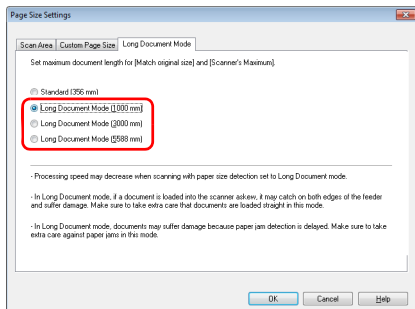 Page Size Settings
Scan Area Custom Page Size Long Document Mode
Set maximum document length for [Match original size] and [Scanner's Maximum].
Standard (356 mm)
Long Document Mode (1000 mm)
Long Document Mode (3000 mm)
Long Document Mode (5588 mm)
- Processing speed may decrease when scanning with paper size detection set to Long Document mode.
- In Long Document mode, if a document is loaded into the scanner askew, it may catch on both edges of the feeder
and suffer damage. Make sure to take extra care that documents are loaded straight in this mode.
- In Long Document mode, documents may suffer damage because paper jam detection is delayed. Make sure to take
extra care against paper jams in this mode.
OK Cancel Help